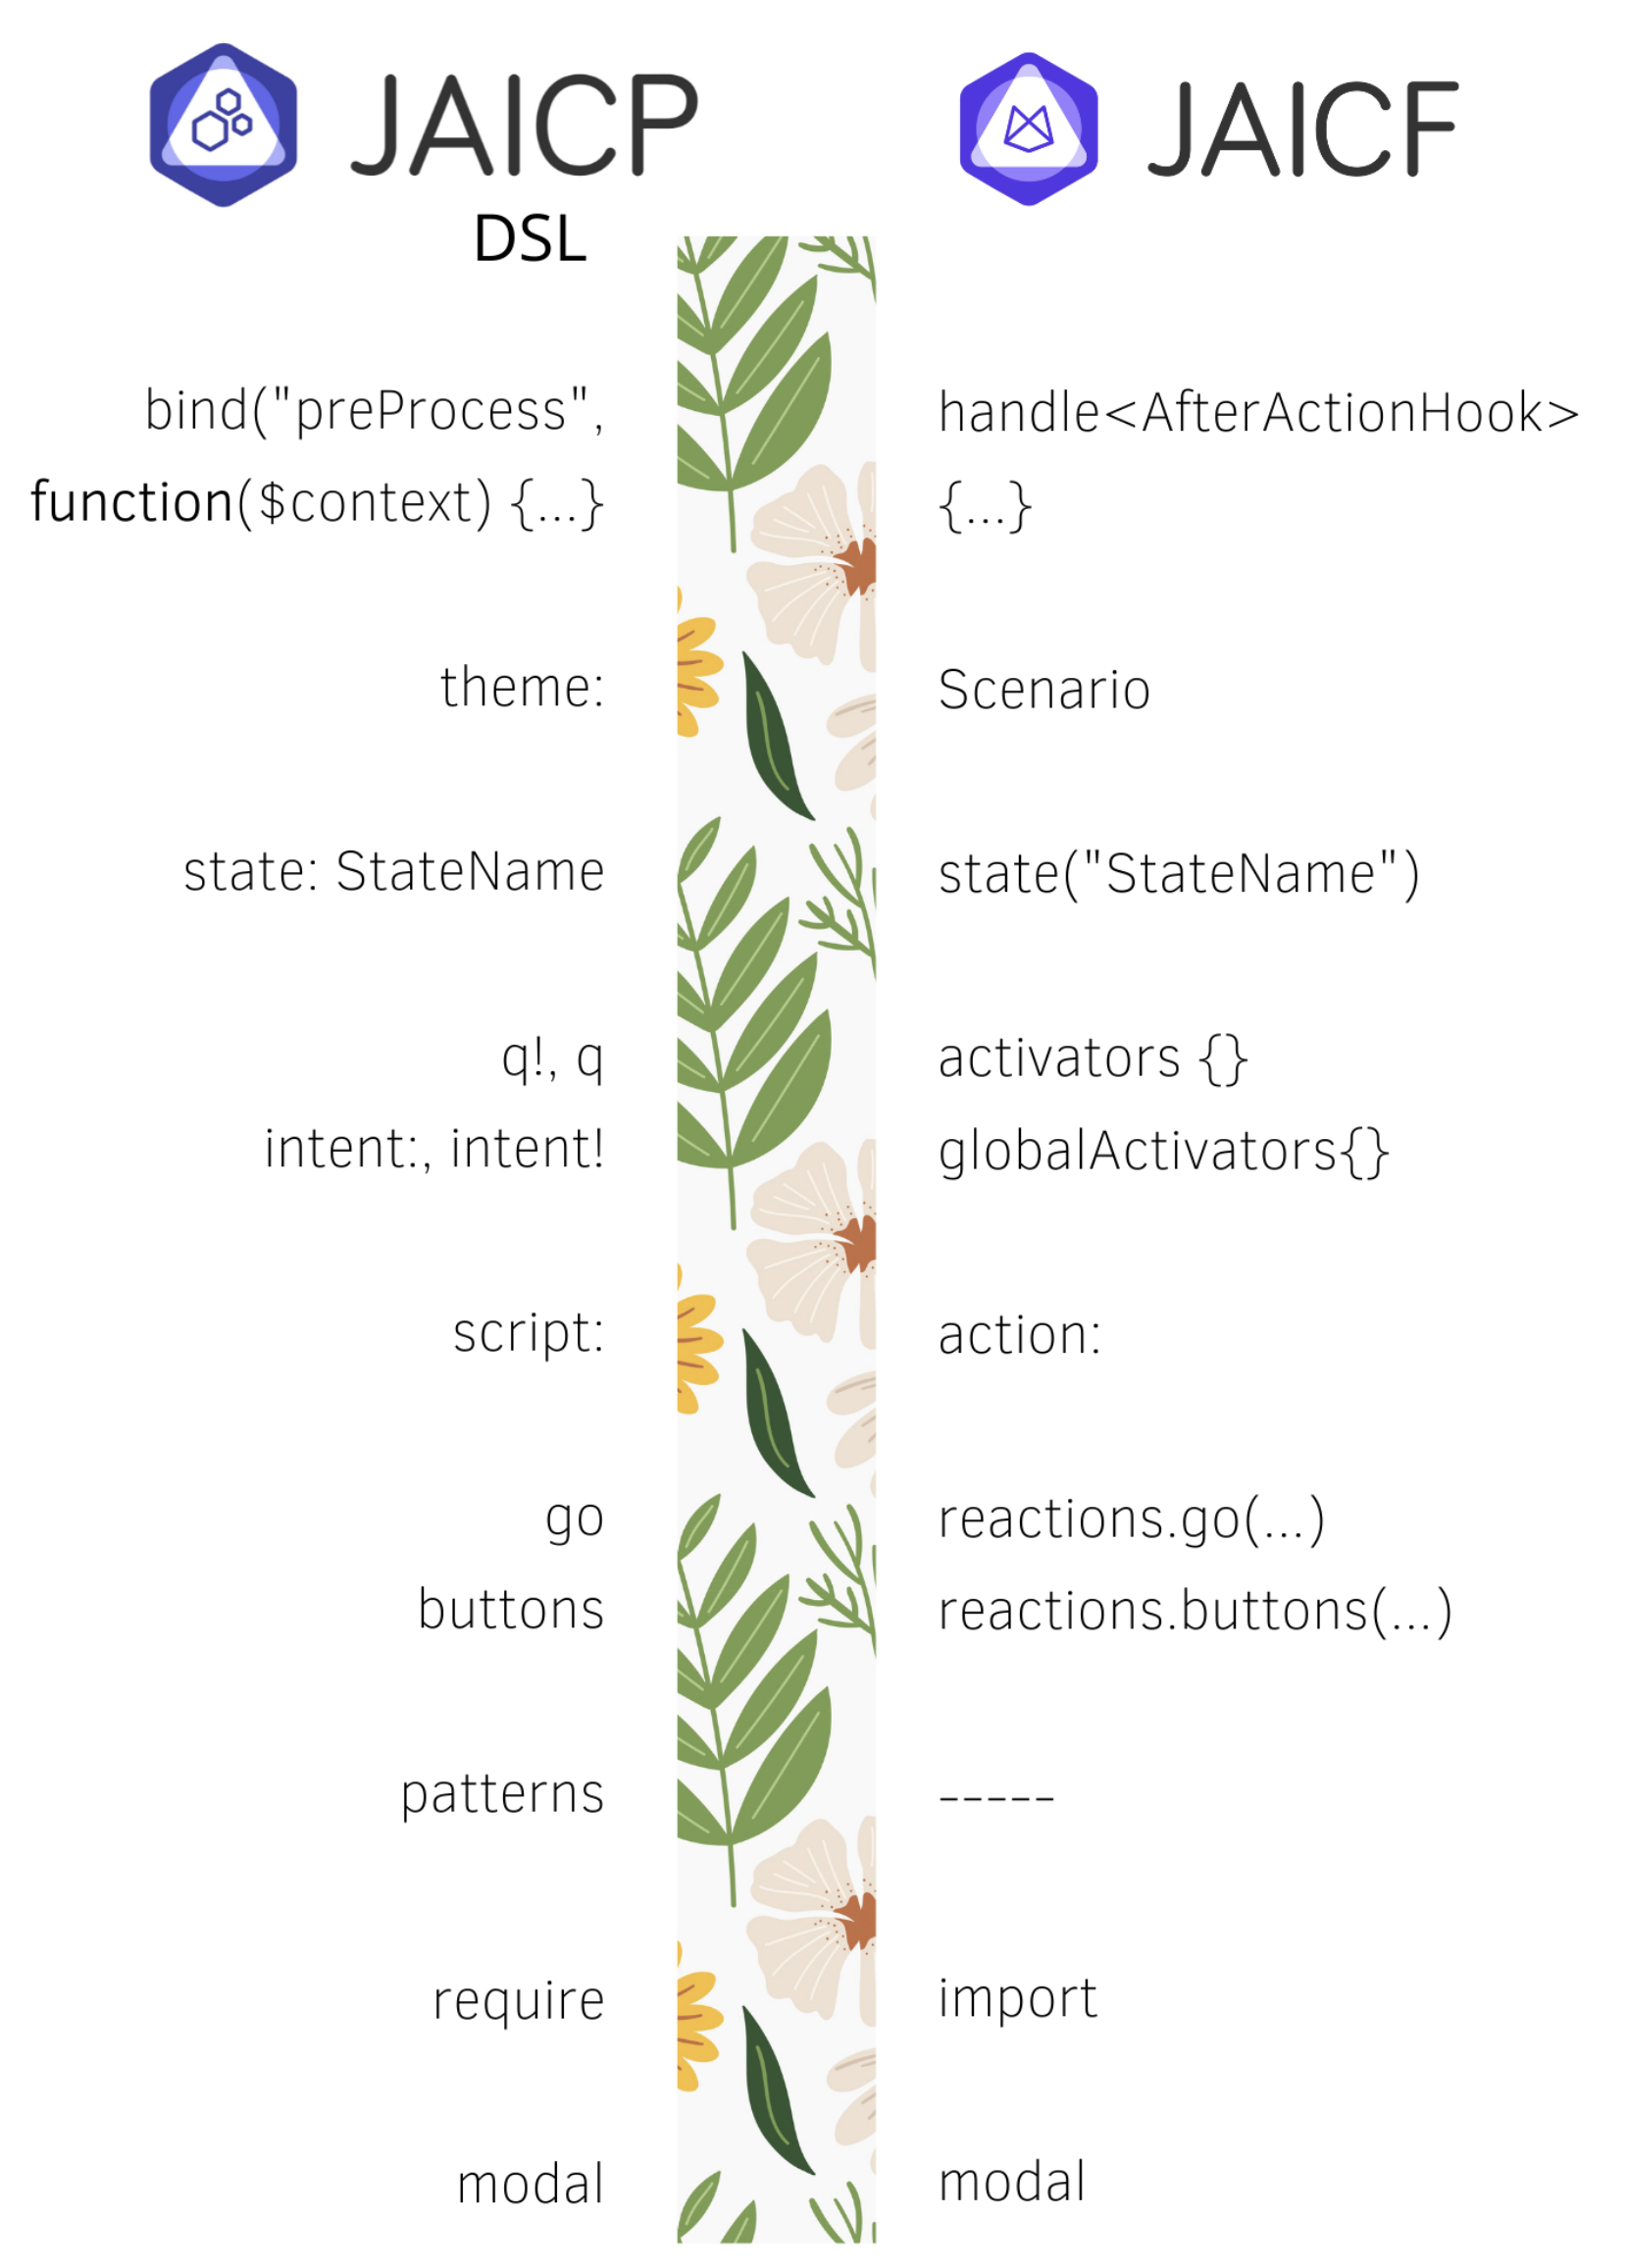 JAICP
DSL
bind("preProcess",
function($context) {...}
theme:
state: StateName
q!, q
intent:, intent!
script:
go
buttons
patterns
require
modal
JAICF
handle<AfterActionHook>
{...}
Scenario
state("StateName")
activators {}
globalActivators{}
action:
reactions.go(...)
reactions.buttons(...)
-----
import
modal